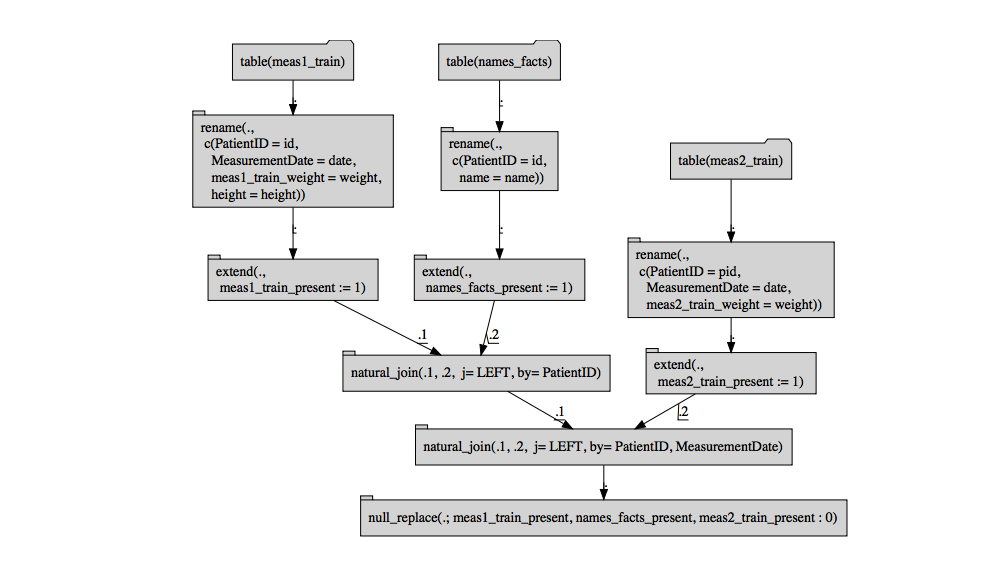 table(meas1_train)
table(names_facts)
:
:
rename(.,
c(PatientID = id,
MeasurementDate = date,
meas1_train_weight = weight,
height = height))
rename(.,
c(PatientID = id,
name = name))
table(meas2_train)
:
:
:
rename(.,
c(PatientID = pid,
MeasurementDate = date,
meas2_train_weight = weight))
extend(.,
meas1_train_present := 1)
extend(.,
names_facts_present := 1)
.1
.2
:
natural_join(.1, .2, j= LEFT, by= PatientID)
extend(.,
meas2_train_present := 1)
.1
.2
natural_join(.1, .2, j= LEFT, by= PatientID, MeasurementDate)
:
null_replace(.; meas1_train_present, names_facts_present, meas2_train_present : 0)